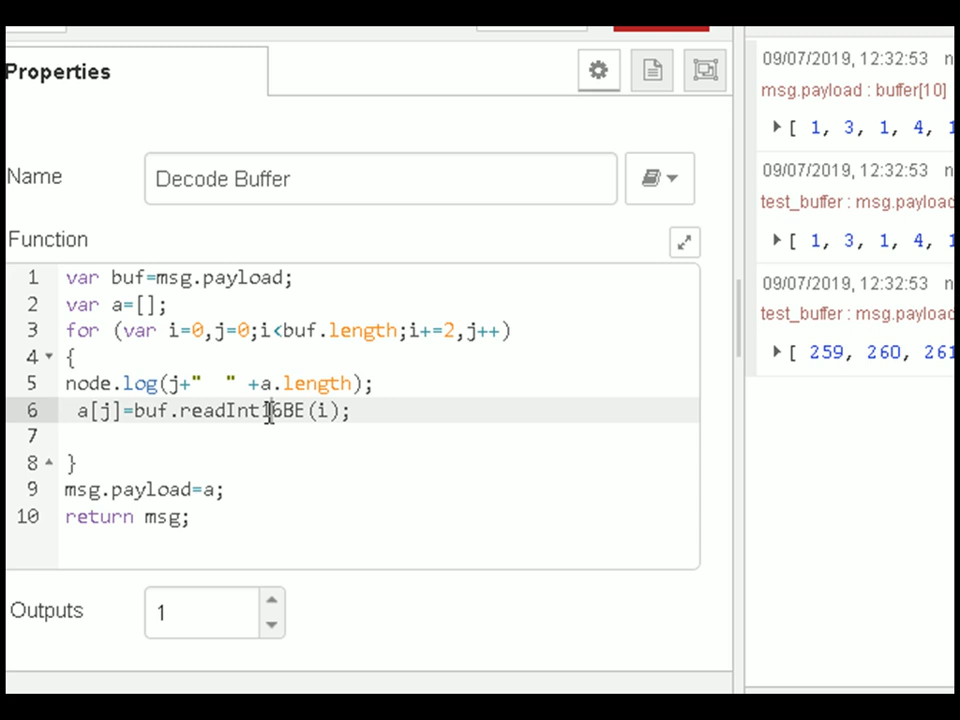 Properties
Name
Decode Buffer
Function
1 var buf=msg.payload;
2 var a=[];
3 for (var i=0,j=0;i<buf.length;i+=2,j++)
4 {
5 node.log(j+"  " +a.length);
6 a[j]=buf.readInt16BE(i);
7
8 }
9 msg.payload=a;
10 return msg;
Outputs
1
09/07/2019, 12:32:53 n
msg.payload : buffer[10]
[ 1, 3, 1, 4, 1
09/07/2019, 12:32:53 n
test_buffer : msg.payload
[ 1, 3, 1, 4, 1
09/07/2019, 12:32:53 n
test_buffer : msg.payload
[ 259, 260, 261